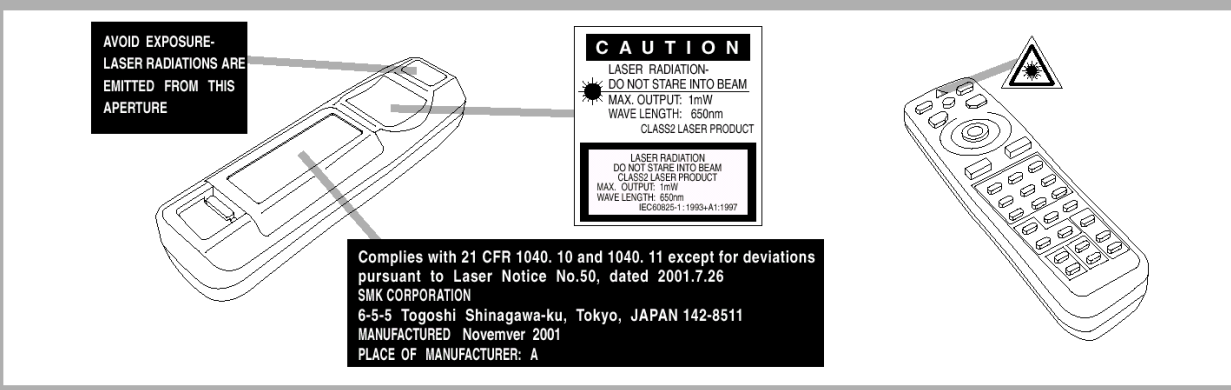 AVOID EXPOSURE-
LASER RADIATIONS ARE
EMITTED FROM THIS
APERTURE
CAUTION
LASER RADIATION-
DO NOT STARE INTO BEAM
MAX. OUTPUT: 1mW
WAVE LENGTH: 650nm
CLASS2 LASER PRODUCT
LASER RADIATION
DO NOT STARE INTO BEAM
CLASS2 LASER PRODUCT
MAX. OUTPUT: 1mW
WAVE LENGTH: 650nm
IEC60825-1:1993+A1:1997
Complies with 21 CFR 1040. 10 and 1040. 11 except for deviations
pursuant to Laser Notice No.50, dated 2001.7.26
SMK CORPORATION
6-5-5 Togoshi Shinagawa-ku, Tokyo, JAPAN 142-8511
MANUFACTURED Novemver 2001
PLACE OF MANUFACTURER: A